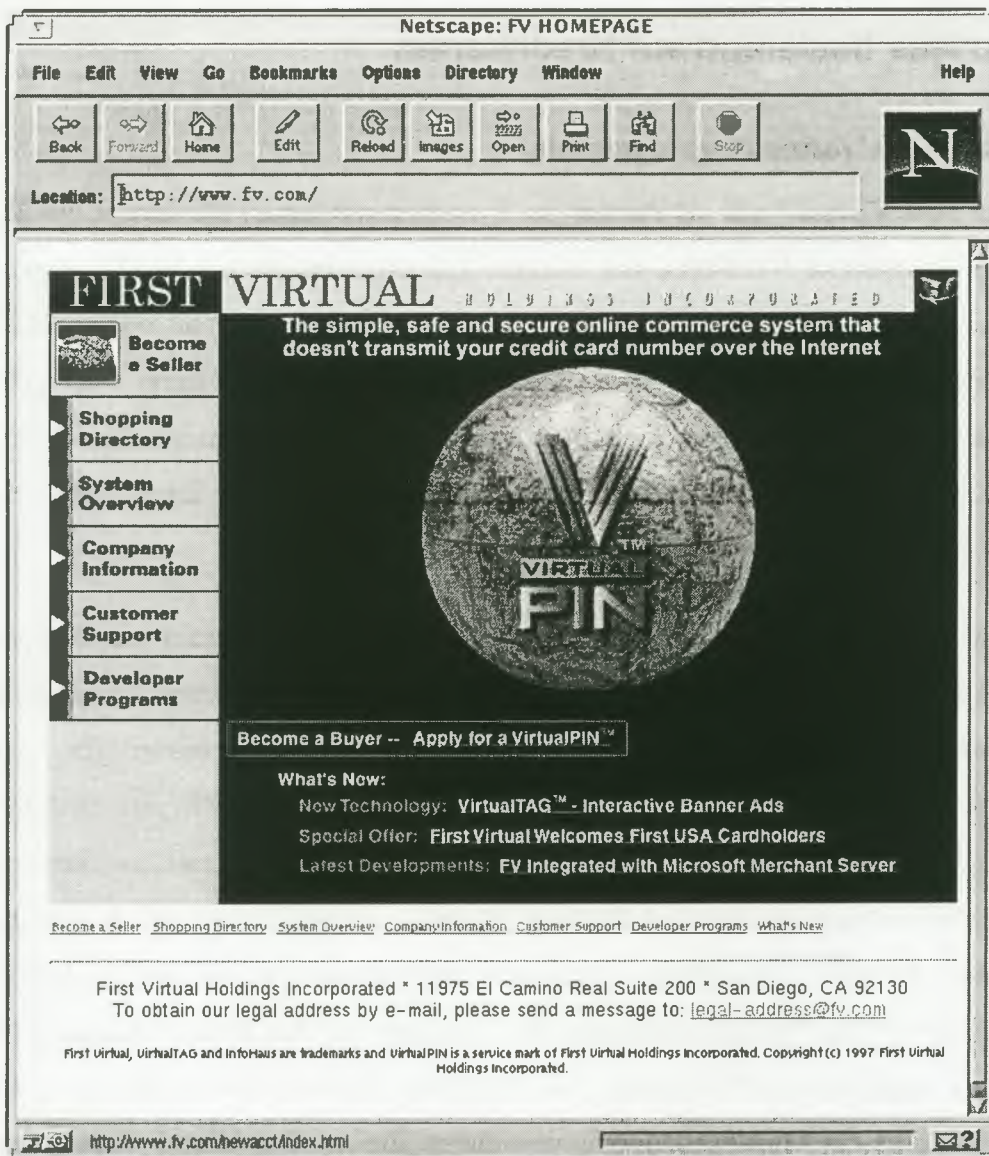 Netscape: FV HOMEPAGE
File Edit View Go Bookmarks Options Directory Window Help
Back Forward Home Edit Reload Images Open Print Find Stop
N
Location: http://www.fv.com/
FIRST VIRTUAL HOLDINGS INCORPORATED
The simple, safe and secure online commerce system that
doesn't transmit your credit card number over the Internet
Become
a Seller
Shopping
Directory
System
Overview
Company
Information
Customer
Support
Developer
Programs
V™
VIRTUAL
PIN
Become a Buyer -- Apply for a VirtualPIN™
What's New:
New Technology: VirtualTAG™ - Interactive Banner Ads
Special Offer: First Virtual Welcomes First USA Cardholders
Latest Developments: FV Integrated with Microsoft Merchant Server
Become a Seller Shopping Directory System Overview Company Information Customer Support Developer Programs What's New
First Virtual Holdings Incorporated * 11975 El Camino Real Suite 200 * San Diego, CA 92130
To obtain our legal address by e-mail, please send a message to: legal-address@fv.com
First Virtual, VirtualTAG and InfoHaus are trademarks and VirtualPIN is a service mark of First Virtual Holdings Incorporated. Copyright (c) 1997 First Virtual
Holdings Incorporated.
http://www.fv.com/newacct/index.html
?